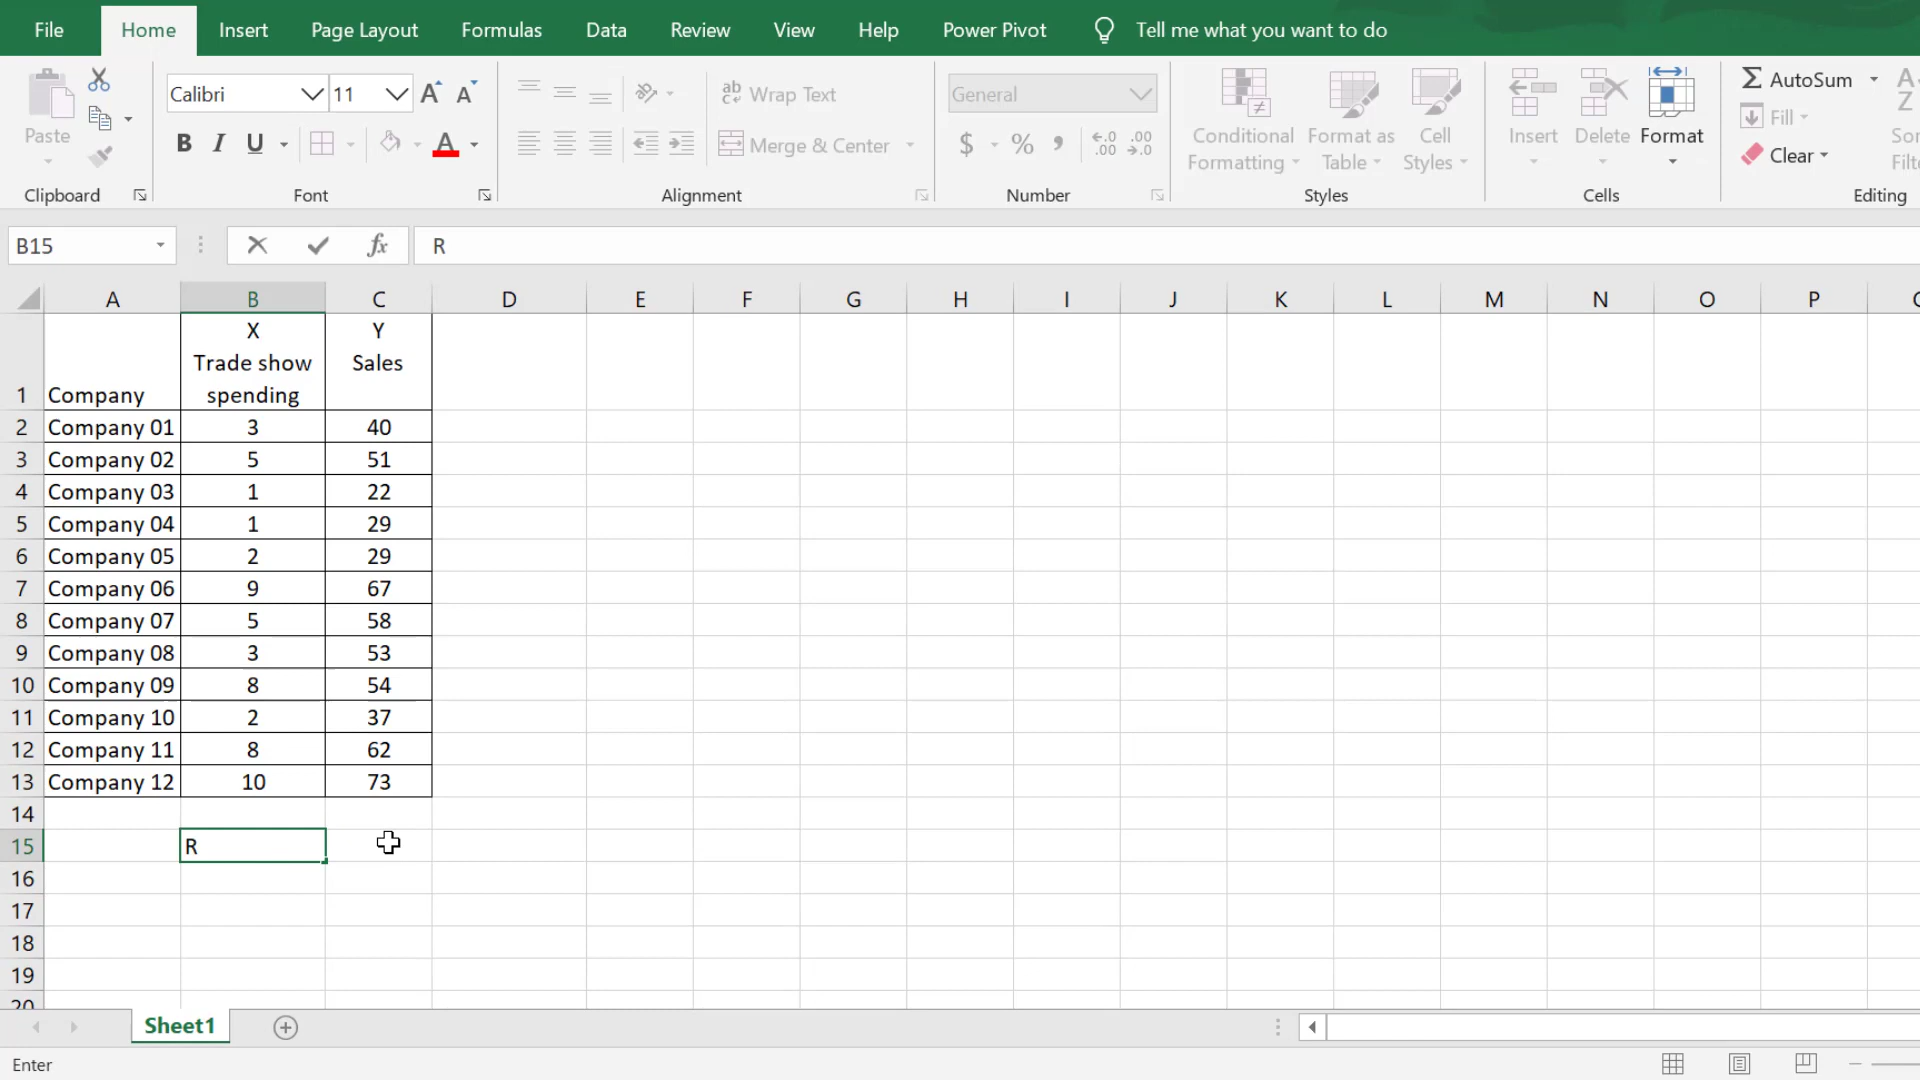 File Home Insert Page Layout Formulas Data Review View Help Power Pivot Tell me what you want to do
Calibri 11 A A ab Wrap Text General AutoSum
Paste B I U A Merge & Center $ % , Conditional Formatting Format as Table Cell Styles Insert Delete Format Fill Clear
Clipboard Font Alignment Number Styles Cells Editing
B15 fx R
A B C D E F G H I J K L M N O P
X Y
Trade show Sales
1 Company spending
2 Company 01 3 40
3 Company 02 5 51
4 Company 03 1 22
5 Company 04 1 29
6 Company 05 2 29
7 Company 06 9 67
8 Company 07 5 58
9 Company 08 3 53
10 Company 09 8 54
11 Company 10 2 37
12 Company 11 8 62
13 Company 12 10 73
14
15 R
16
17
18
19
20
Sheet1
Enter